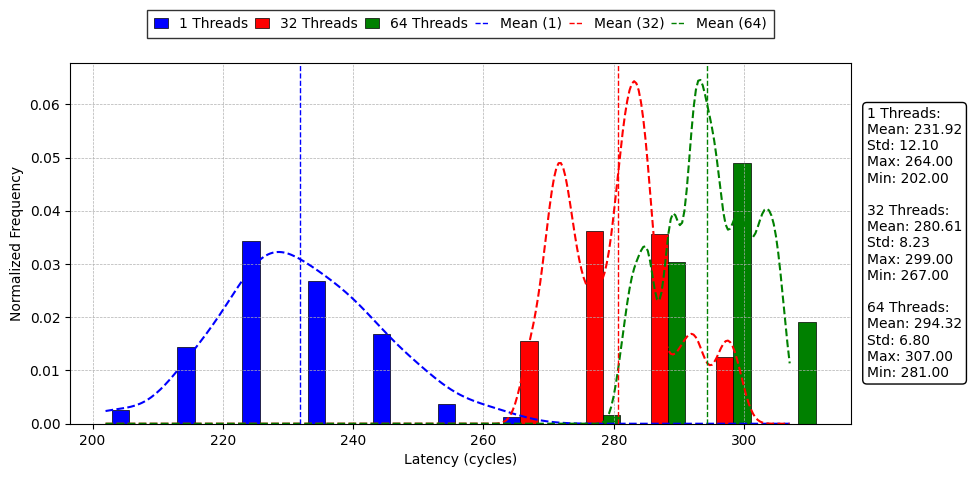 1 Threads 32 Threads 64 Threads Mean (1) Mean (32) Mean (64)
Normalized Frequency
0.06
0.05
0.04
0.03
0.02
0.01
0.00
200 220 240 260 280 300
Latency (cycles)
1 Threads:
Mean: 231.92
Std: 12.10
Max: 264.00
Min: 202.00
32 Threads:
Mean: 280.61
Std: 8.23
Max: 299.00
Min: 267.00
64 Threads:
Mean: 294.32
Std: 6.80
Max: 307.00
Min: 281.00